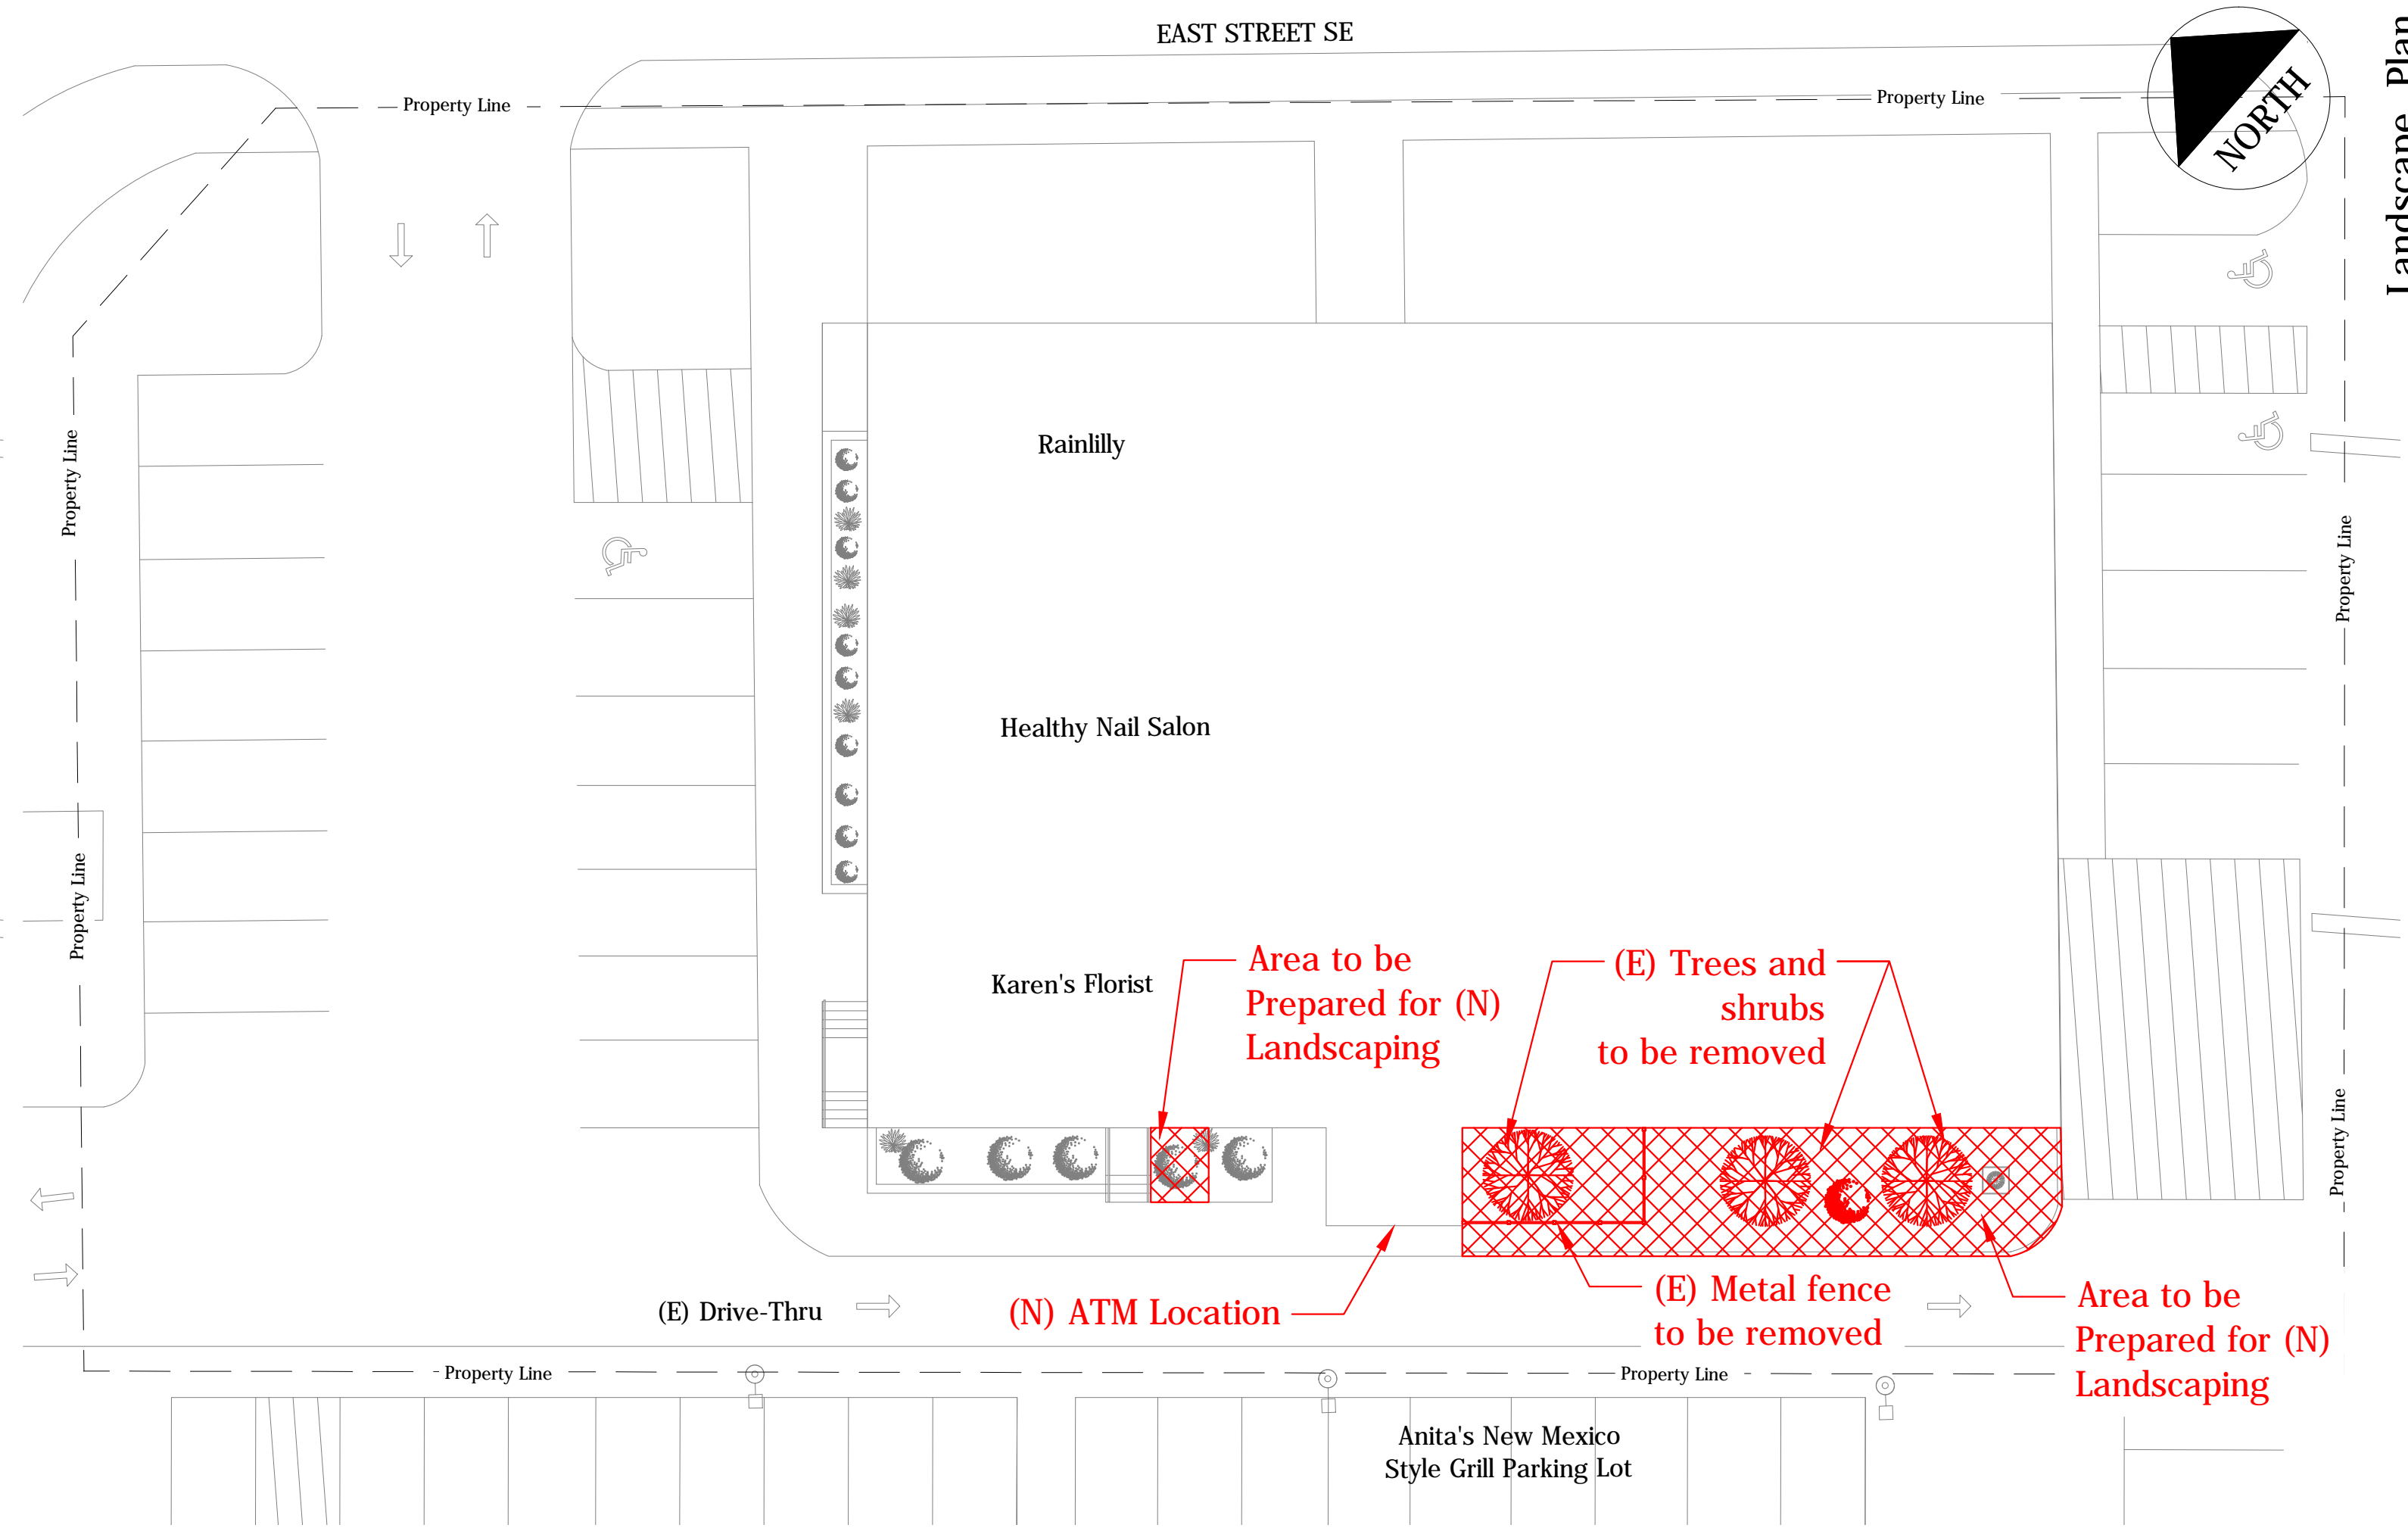 EAST STREET SE
NORTH
Landscape Plan
Property Line
Property Line
Property Line
Property Line
Property Line
Property Line
Property Line
Property Line
Rainlilly
Healthy Nail Salon
Karen's Florist
Area to be
Prepared for (N)
Landscaping
(E) Trees and
shrubs
to be removed
(E) Drive-Thru
(N) ATM Location
(E) Metal fence
to be removed
Area to be
Prepared for (N)
Landscaping
Anita's New Mexico
Style Grill Parking Lot